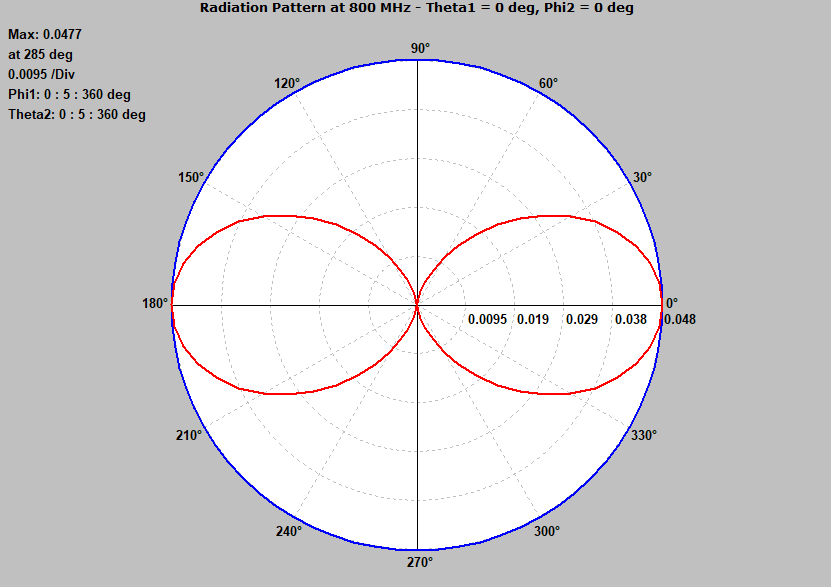 Radiation Pattern at 800 MHz - Theta1 = 0 deg, Phi2 = 0 deg
Max: 0.0477
at 285 deg
0.0095 /Div
Phi1: 0 : 5 : 360 deg
Theta2: 0 : 5 : 360 deg
90°
120°
60°
150°
30°
180°
0°
0.0095
0.019
0.029
0.038
0.048
210°
330°
240°
300°
270°